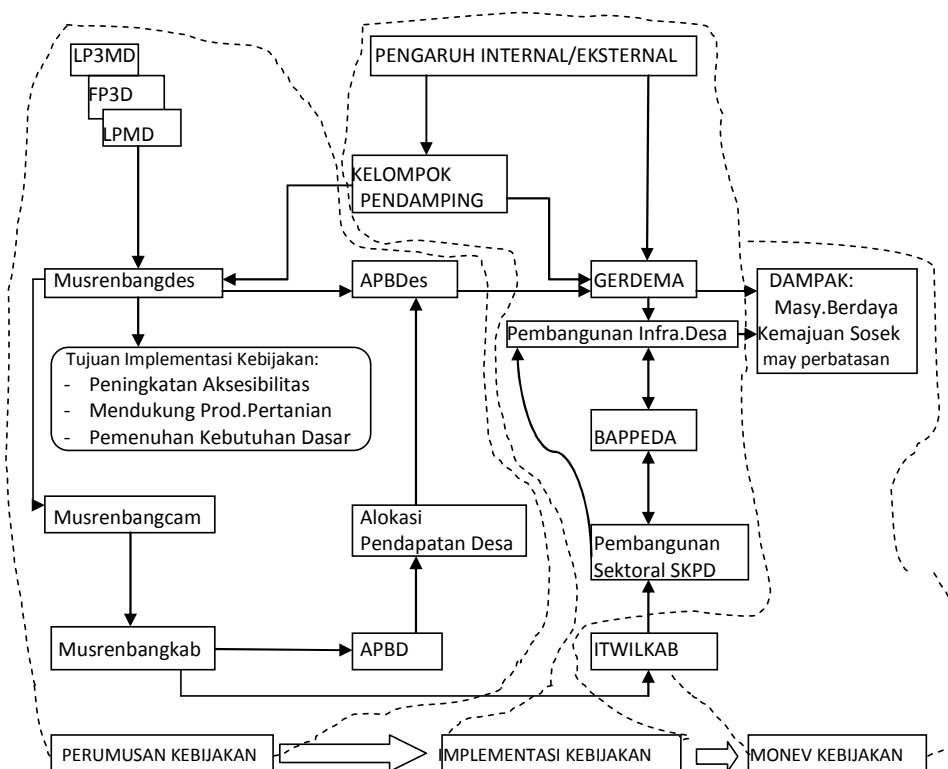 LP3MD
FP3D
LPMD
PENGARUH INTERNAL/EKSTERNAL
KELOMPOK
PENDAMPING
Musrenbangdes
APBDes
GERDEMA
DAMPAK:
Masy.Berdaya
Kemajuan Sosek
may perbatasan
Pembangunan Infra.Desa
Tujuan Implementasi Kebijakan:
- Peningkatan Aksesibilitas
- Mendukung Prod.Pertanian
- Pemenuhan Kebutuhan Dasar
BAPPEDA
Musrenbangcam
Alokasi
Pendapatan Desa
Pembangunan
Sektoral SKPD
Musrenbangkab
APBD
ITWILKAB
PERUMUSAN KEBIJAKAN
IMPLEMENTASI KEBIJAKAN
MONEV KEBIJAKAN